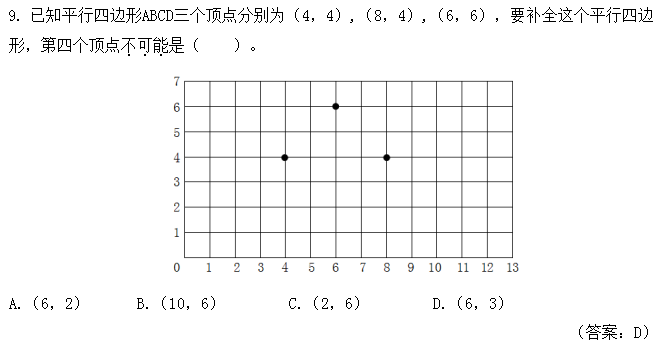 9. 已知平行四边形ABCD三个顶点分别为（4，4），（8，4），（6，6），要补全这个平行四边
形，第四个顶点不可能是（　　）。
7
6
5
4
3
2
1
0 1 2 3 4 5 6 7 8 9 10 11 12 13
A.（6，2） B.（10，6） C.（2，6） D.（6，3）
（答案：D）